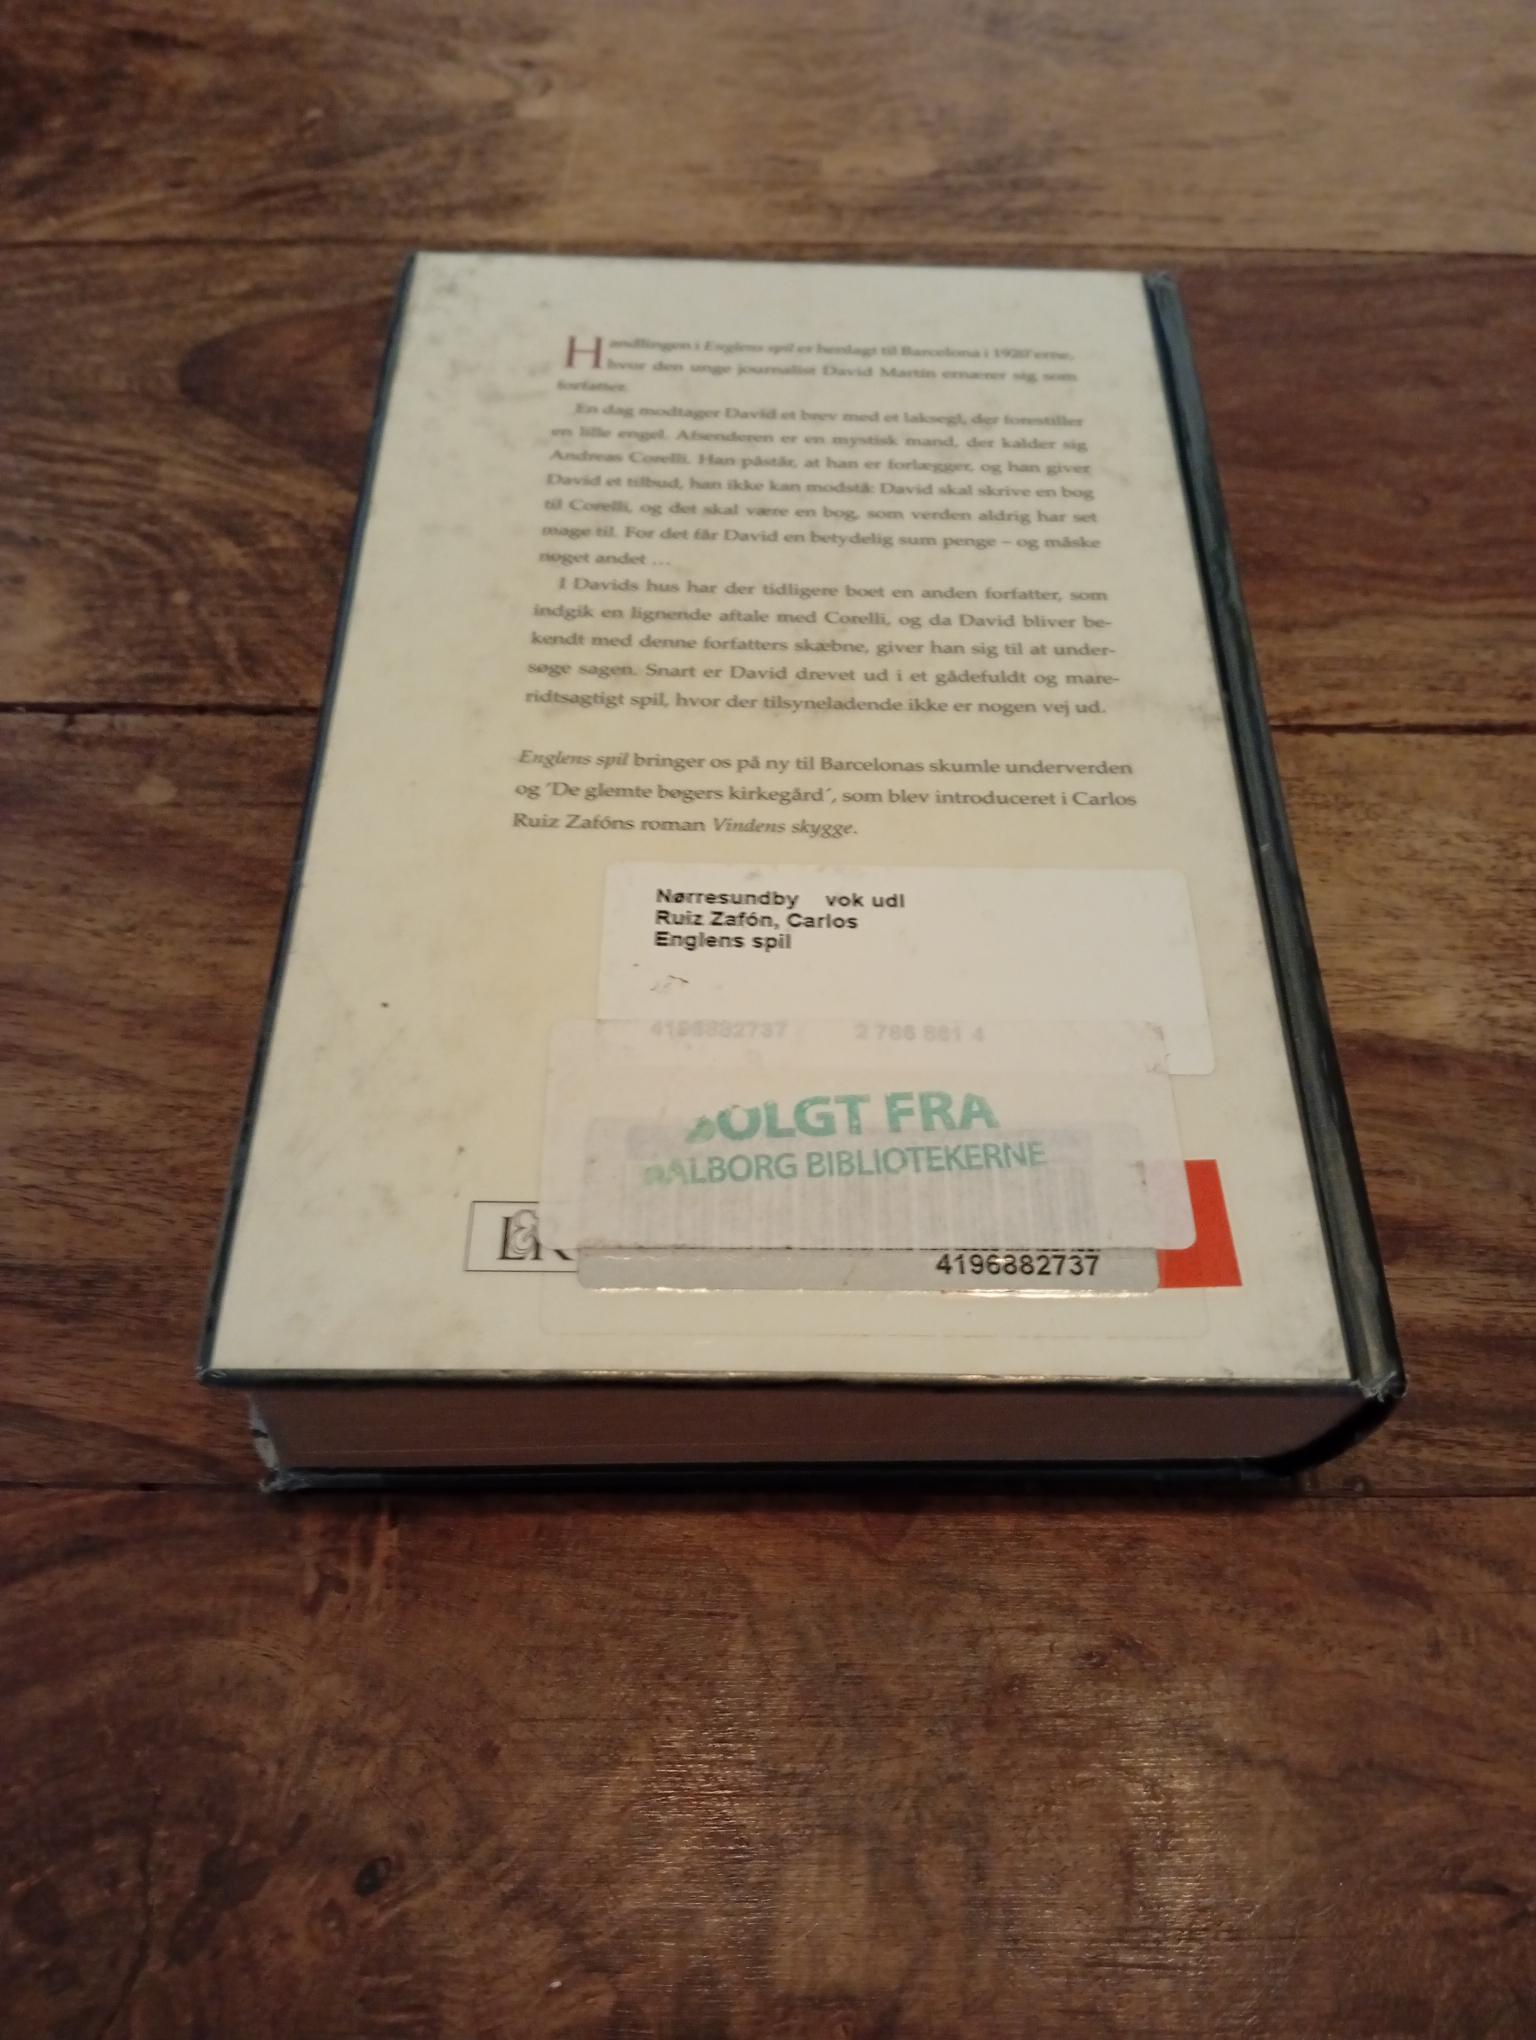 Handlingen i Englens spil er henlagt til Barcelona i 1920'erne,
hvor den unge journalist David Martín ernærer sig som
forfatter.
En dag modtager David et brev med et laksegl, der forestiller
en lille engel. Afsenderen er en mystisk mand, der kalder sig
Andreas Corelli. Han påstår, at han er forlægger, og han giver
David et tilbud, han ikke kan modstå: David skal skrive en bog
til Corelli, og det skal være en bog, som verden aldrig har set
mage til. For det får David en betydelig sum penge – og måske
noget andet ...
I Davids hus har der tidligere boet en anden forfatter, som
indgik en lignende aftale med Corelli, og da David bliver be-
kendt med denne forfatters skæbne, giver han sig til at under-
søge sagen. Snart er David drevet ud i et gådefuldt og mare-
ridtsagtigt spil, hvor der tilsyneladende ikke er nogen vej ud.
Englens spil bringer os på ny til Barcelonas skumle underverden
og ´De glemte bøgers kirkegård´, som blev introduceret i Carlos
Ruiz Zafóns roman Vindens skygge.
Nørresundby vok udl
Ruiz Zafón, Carlos
Englens spil
4196882737 2 786 861 4
SOLGT FRA
AALBORG BIBLIOTEKERNE
L&R
4196882737